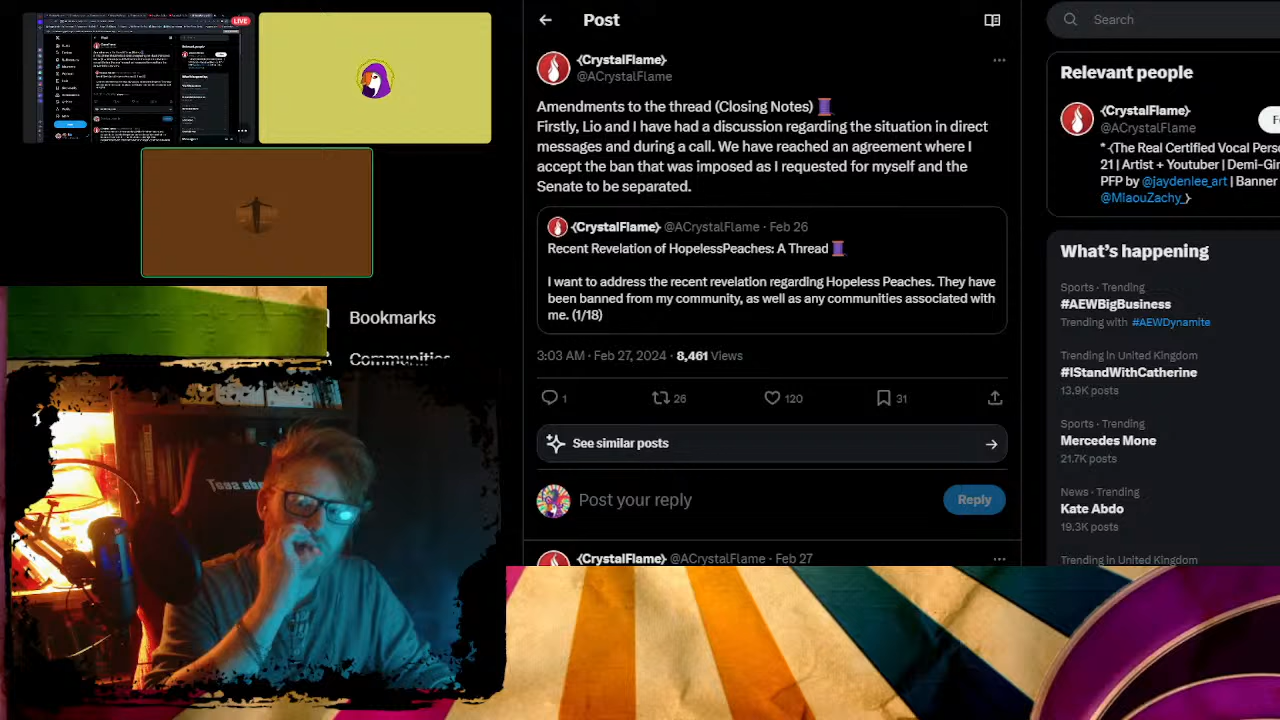 LIVE
Post
Search
{CrystalFlame}
@ACrystalFlame
Amendments to the thread (Closing Notes)
Firstly, Lio and I have had a discussion regarding the situation in direct
messages and during a call. We have reached an agreement where I
accept the ban that was imposed as I requested for myself and the
Senate to be separated.
{CrystalFlame} @ACrystalFlame · Feb 26
Recent Revelation of HopelessPeaches: A Thread
I want to address the recent revelation regarding Hopeless Peaches. They have
been banned from my community, as well as any communities associated with
me. (1/18)
3:03 AM · Feb 27, 2024 · 8,461 Views
1
26
120
31
See similar posts
Post your reply
Reply
{CrystalFlame} @ACrystalFlame · Feb 27
Relevant people
{CrystalFlame}
@ACrystalFlame
*-{The Real Certified Vocal Pers
21 | Artist + Youtuber | Demi-Gir
PFP by @jaydenlee_art | Banner
@MlaouZachy_}
What's happening
Sports · Trending
#AEWBigBusiness
Trending with #AEWDynamite
Trending in United Kingdom
#IStandWithCatherine
13.9K posts
Sports · Trending
Mercedes Mone
21.7K posts
News · Trending
Kate Abdo
19.3K posts
Trending in United Kingdom
Bookmarks
Communities